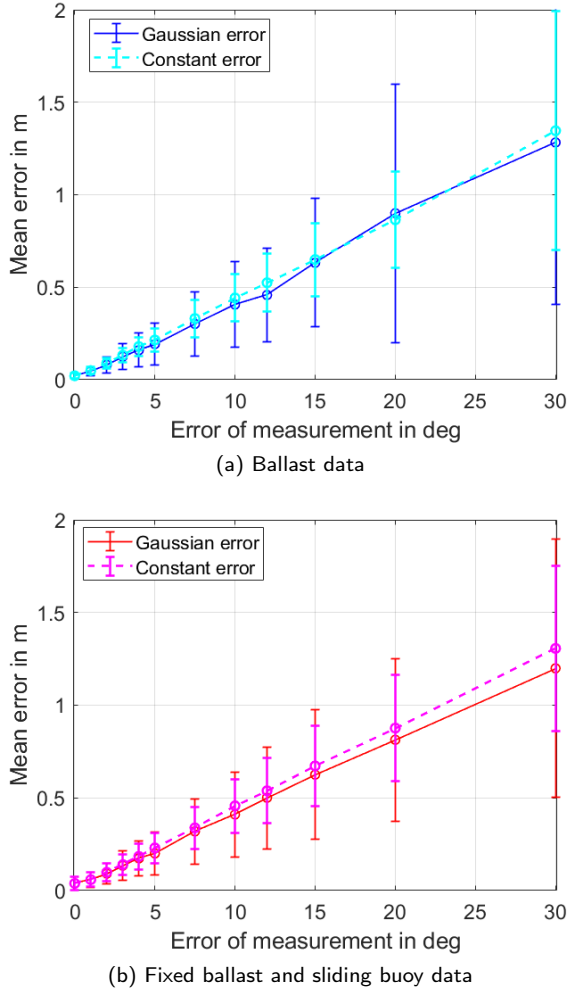 2
1.5
1
0.5
0
Mean error in m
Gaussian error
Constant error
0 5 10 15 20 25 30
Error of measurement in deg
(a) Ballast data
2
1.5
1
0.5
0
Mean error in m
Gaussian error
Constant error
0 5 10 15 20 25 30
Error of measurement in deg
(b) Fixed ballast and sliding buoy data